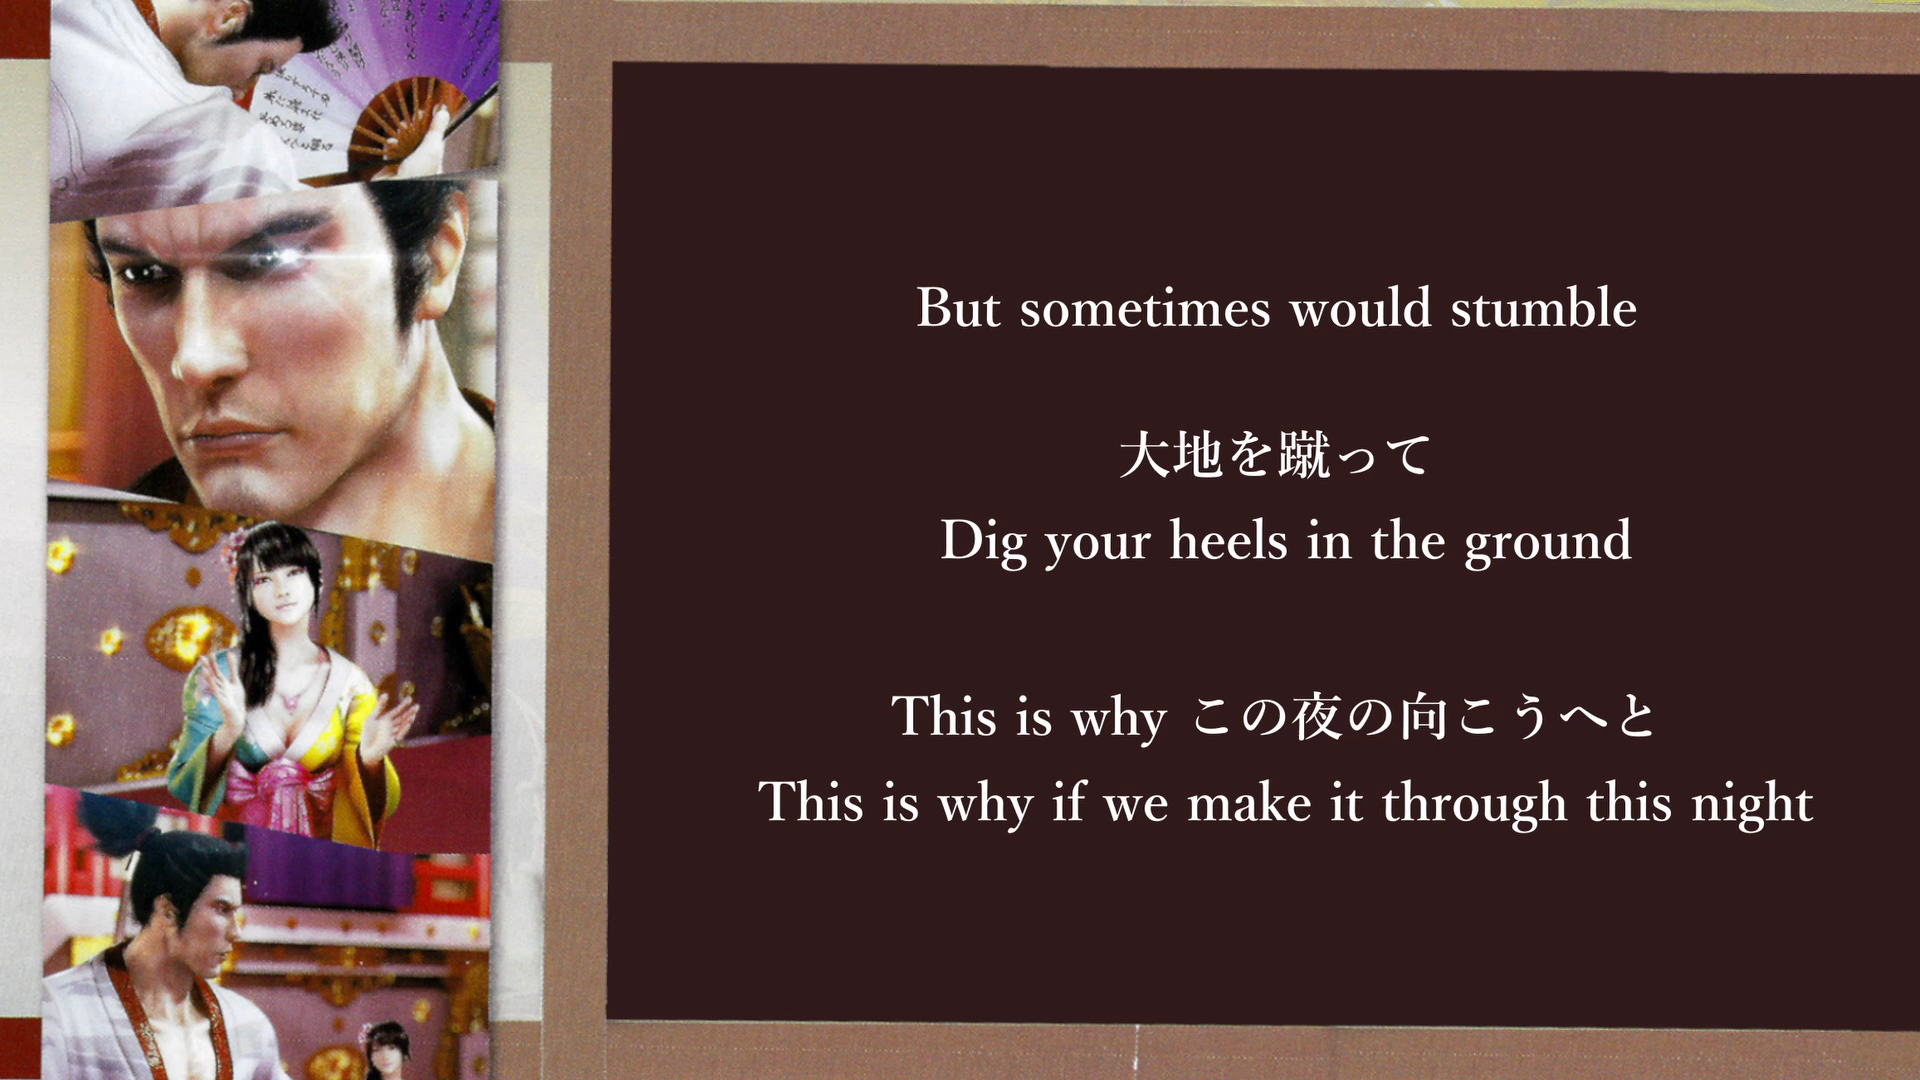 But sometimes would stumble
大地を蹴って
Dig your heels in the ground
This is why この夜の向こうへと
This is why if we make it through this night